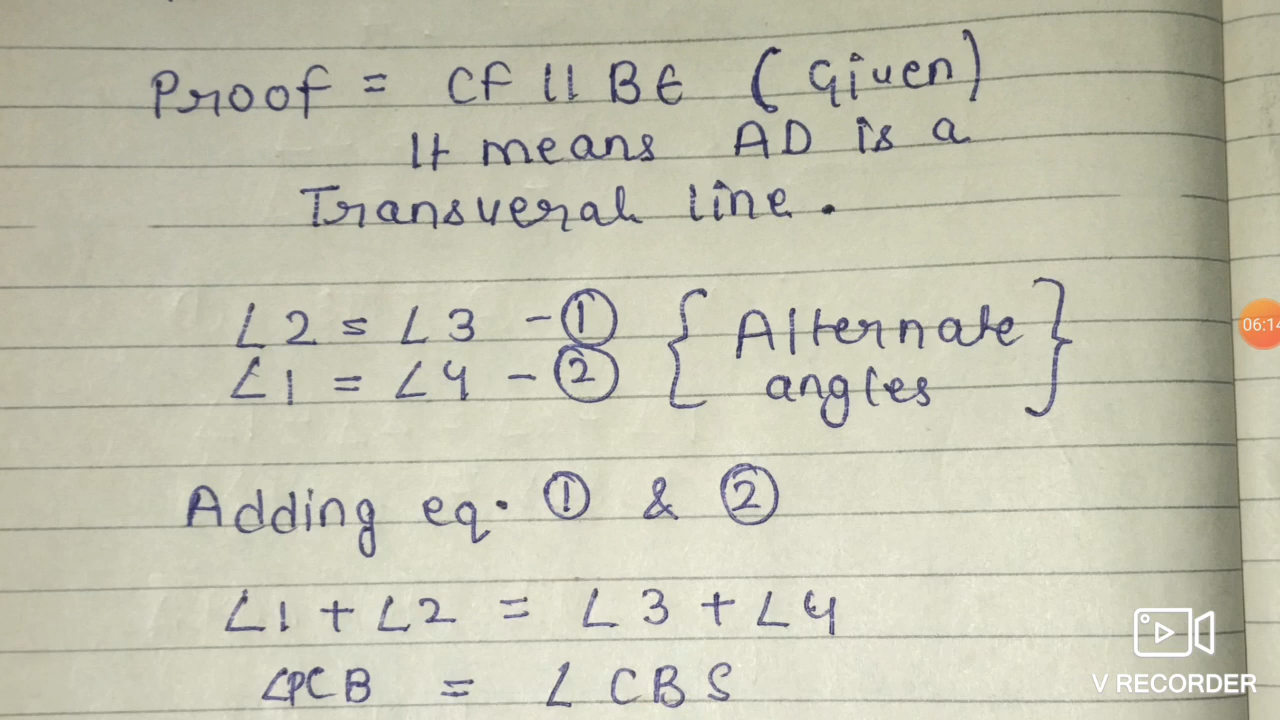 Proof = CF || BE (Given)
It means AD is a
Transveral line.
∠2 = ∠3 - ① { Alternate
∠1 = ∠4 - ② angles }
Adding eq. ① & ②
∠1 + ∠2 = ∠3 + ∠4
∠PCB = ∠CBS
06:14
V RECORDER